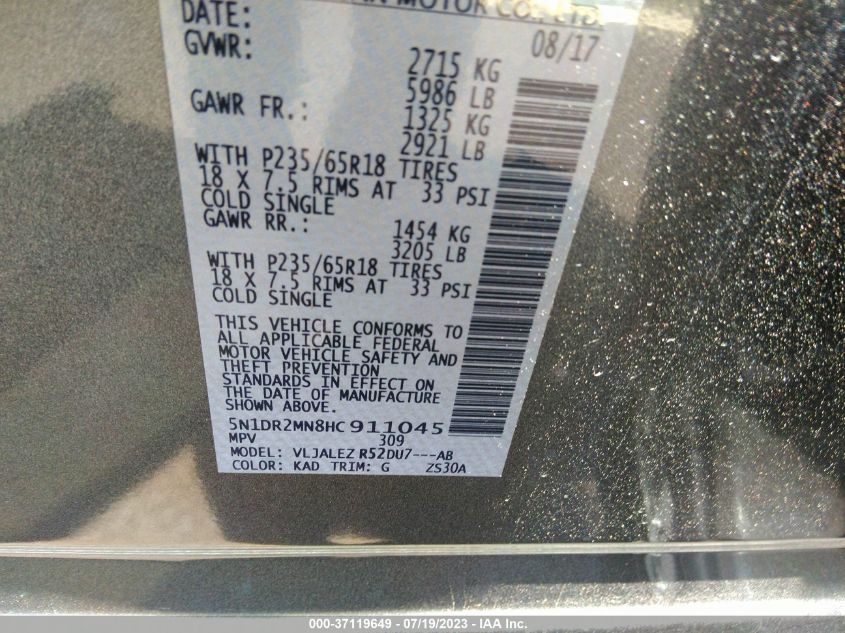 MOTOR CO., LTD.
DATE: 08/17
GVWR: 2715 KG
5986 LB
GAWR FR.: 1325 KG
2921 LB
WITH P235/65R18 TIRES
18 X 7.5 RIMS AT 33 PSI
COLD SINGLE
GAWR RR.: 1454 KG
3205 LB
WITH P235/65R18 TIRES
18 X 7.5 RIMS AT 33 PSI
COLD SINGLE
THIS VEHICLE CONFORMS TO
ALL APPLICABLE FEDERAL
MOTOR VEHICLE SAFETY AND
THEFT PREVENTION
STANDARDS IN EFFECT ON
THE DATE OF MANUFACTURE
SHOWN ABOVE.
5N1DR2MN8HC911045
MPV 309
MODEL: VLJALEZ R52DU7---AB
COLOR: KAD TRIM: G ZS30A
000-37119649 / 07/19/2023 - IAA Inc.